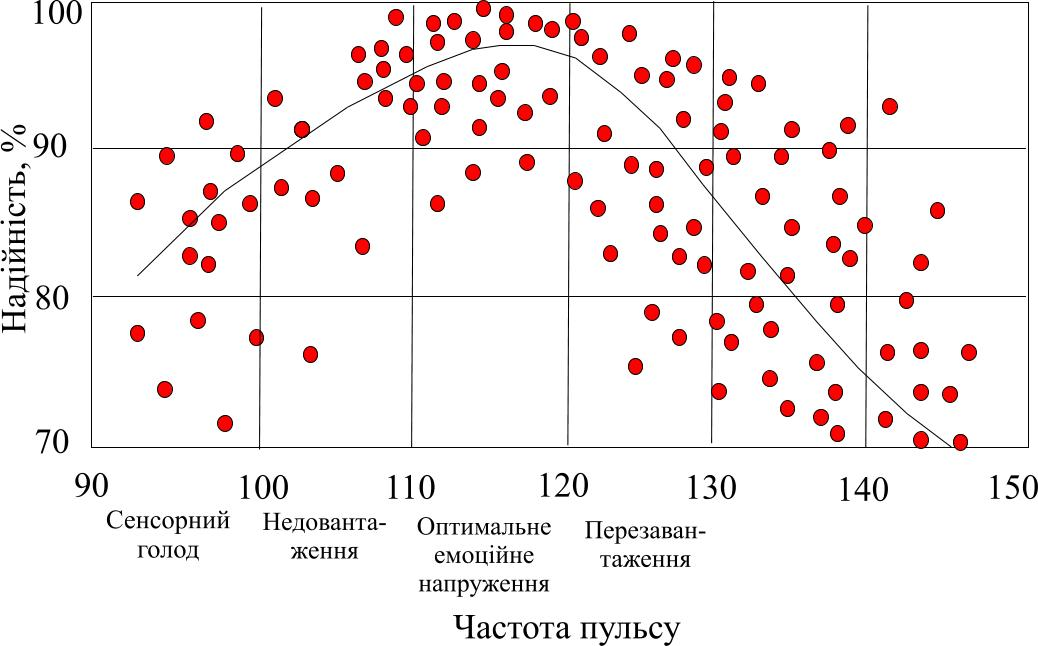 100
90
80
70
Надійність, %
90 100 110 120 130 140 150
Сенсорний
голод
Недованта-
ження
Оптимальне
емоційне
напруження
Перезаван-
таження
Частота пульсу